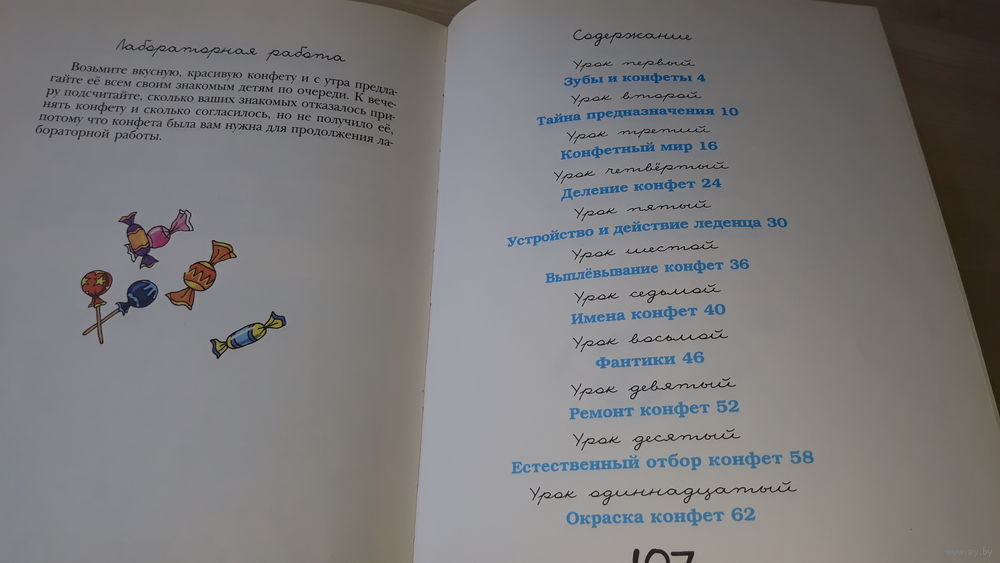 Лабораторная работа
Возьмите вкусную, красивую конфету и с утра предла-
гайте её всем своим знакомым детям по очереди. К вече-
ру подсчитайте, сколько ваших знакомых отказалось при-
нять конфету и сколько согласилось, но не получило её,
потому что конфета была вам нужна для продолжения ла-
бораторной работы.
Содержание
Урок первый
Зубы и конфеты 4
Урок второй
Тайна предназначения 10
Урок третий
Конфетный мир 16
Урок четвёртый
Деление конфет 24
Урок пятый
Устройство и действие леденца 30
Урок шестой
Выплёвывание конфет 36
Урок седьмой
Имена конфет 40
Урок восьмой
Фантики 46
Урок девятый
Ремонт конфет 52
Урок десятый
Естественный отбор конфет 58
Урок одиннадцатый
Окраска конфет 62
www.ay.by